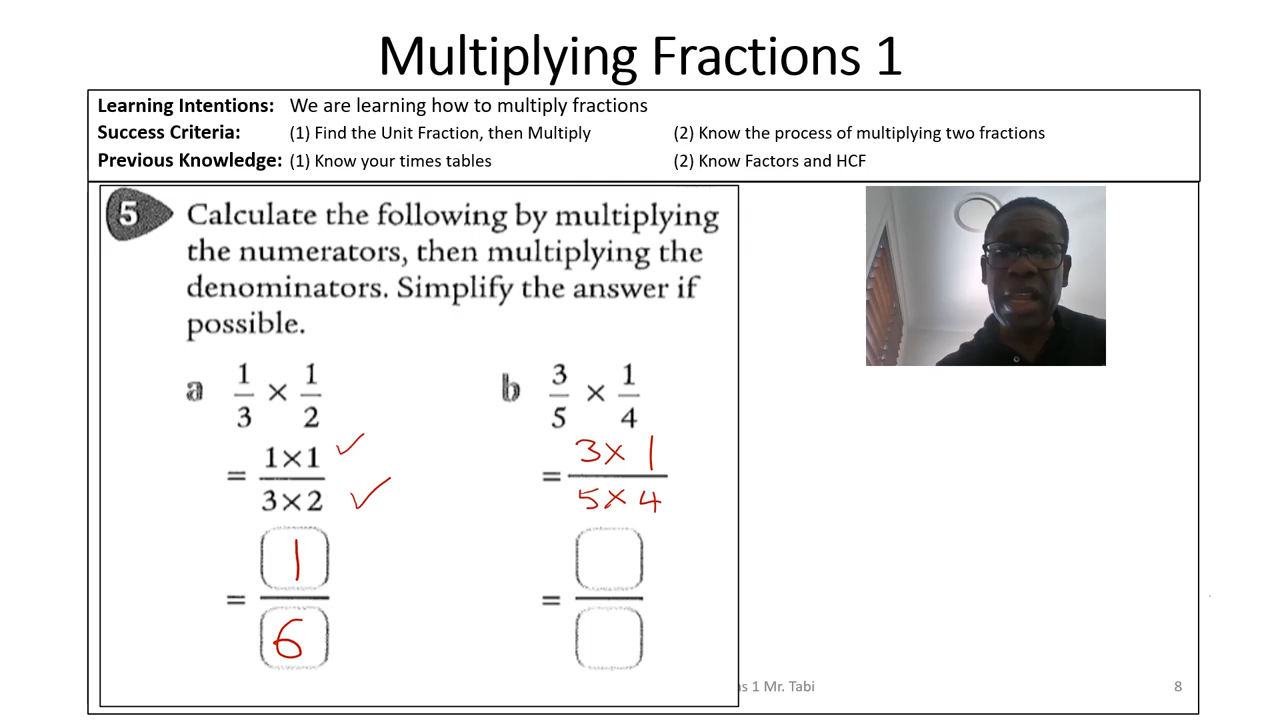 Multiplying Fractions 1
Learning Intentions: We are learning how to multiply fractions
Success Criteria: (1) Find the Unit Fraction, then Multiply (2) Know the process of multiplying two fractions
Previous Knowledge: (1) Know your times tables (2) Know Factors and HCF
5 Calculate the following by multiplying
the numerators, then multiplying the
denominators. Simplify the answer if
possible.
a 1/3 × 1/2
= 1×1 ✓
3×2 ✓
= 1
6
b 3/5 × 1/4
= 3× 1
5× 4
=
1 Mr. Tabi
8